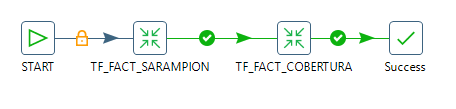 START
TF_FACT_SARAMPION
TF_FACT_COBERTURA
Success